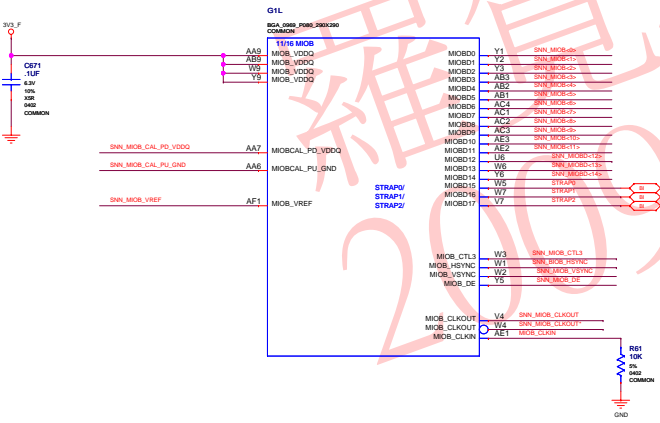 G1L
BGA_0969_P080_290X290
COMMON
11/16 MIOB
3V3_F
C671
.1UF
6.3V
10%
X5R
0402
COMMON
AA9 MIOB_VDDQ
AB9 MIOB_VDDQ
W9 MIOB_VDDQ
Y9 MIOB_VDDQ
SNN_MIOB_CAL_PD_VDDQ AA7 MIOBCAL_PD_VDDQ
SNN_MIOB_CAL_PU_GND AA6 MIOBCAL_PU_GND
SNN_MIOB_VREF AF1 MIOB_VREF
MIOBD0 Y1 SNN_MIOB<0>
MIOBD1 Y2 SNN_MIOB<1>
MIOBD2 Y3 SNN_MIOB<2>
MIOBD3 AB3 SNN_MIOB<3>
MIOBD4 AB2 SNN_MIOB<4>
MIOBD5 AB1 SNN_MIOB<5>
MIOBD6 AC4 SNN_MIOB<6>
MIOBD7 AC1 SNN_MIOB<7>
MIOBD8 AC2 SNN_MIOB<8>
MIOBD9 AC3 SNN_MIOB<9>
MIOBD10 AE3 SNN_MIOB<10>
MIOBD11 AE2 SNN_MIOB<11>
MIOBD12 U6 SNN_MIOBD<12>
MIOBD13 W6 SNN_MIOBD<13>
MIOBD14 Y6 SNN_MIOBD<14>
STRAP0/ MIOBD15 W5 STRAP0 BI
STRAP1/ MIOBD16 W7 STRAP1 BI
STRAP2/ MIOBD17 V7 STRAP2 BI
MIOB_CTL3 W3 SNN_MIOB_CTL3
MIOB_HSYNC W1 SNN_BIOB_HSYNC
MIOB_VSYNC W2 SNN_MIOB_VSYNC
MIOB_DE Y5 SNN_MIOB_DE
MIOB_CLKOUT V4 SNN_MIOB_CLKOUT
MIOB_CLKOUT W4 SNN_MIOB_CLKOUT*
MIOB_CLKIN AE1 MIOB_CLKIN
R61
10K
5%
0402
COMMON
GND
羅
2009